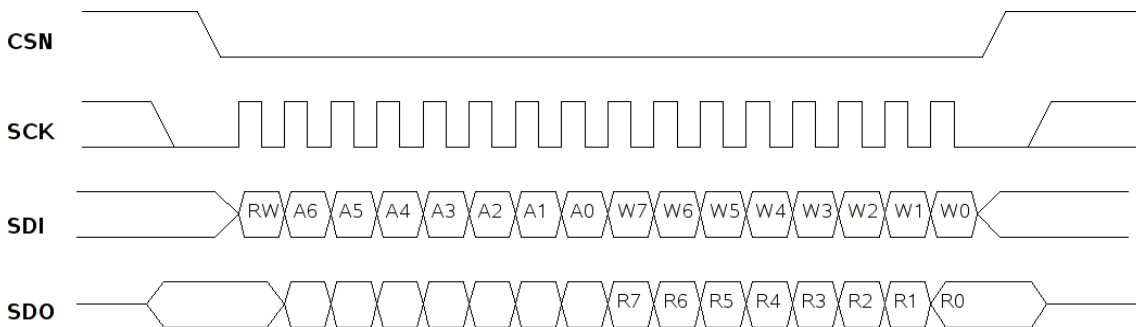 CSN
SCK
SDI RW A6 A5 A4 A3 A2 A1 A0 W7 W6 W5 W4 W3 W2 W1 W0
SDO R7 R6 R5 R4 R3 R2 R1 R0